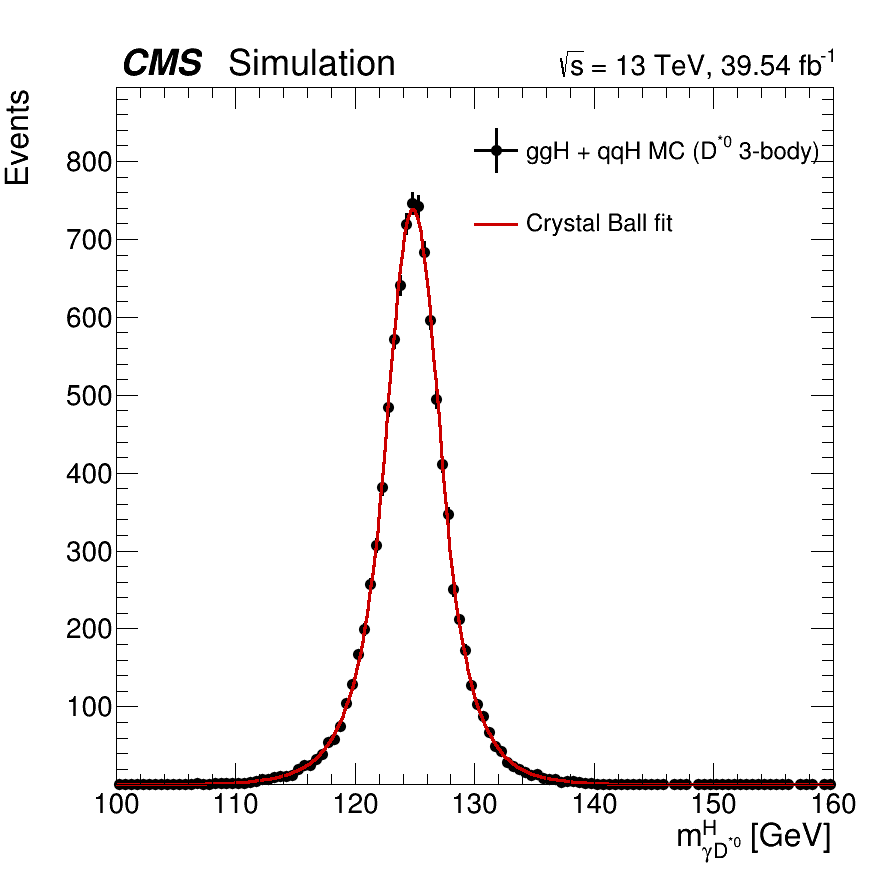 CMS Simulation √s = 13 TeV, 39.54 fb⁻¹
Events
ggH + qqH MC (D*⁰ 3-body)
Crystal Ball fit
800
700
600
500
400
300
200
100
100 110 120 130 140 150 160
m^H_γD*⁰ [GeV]